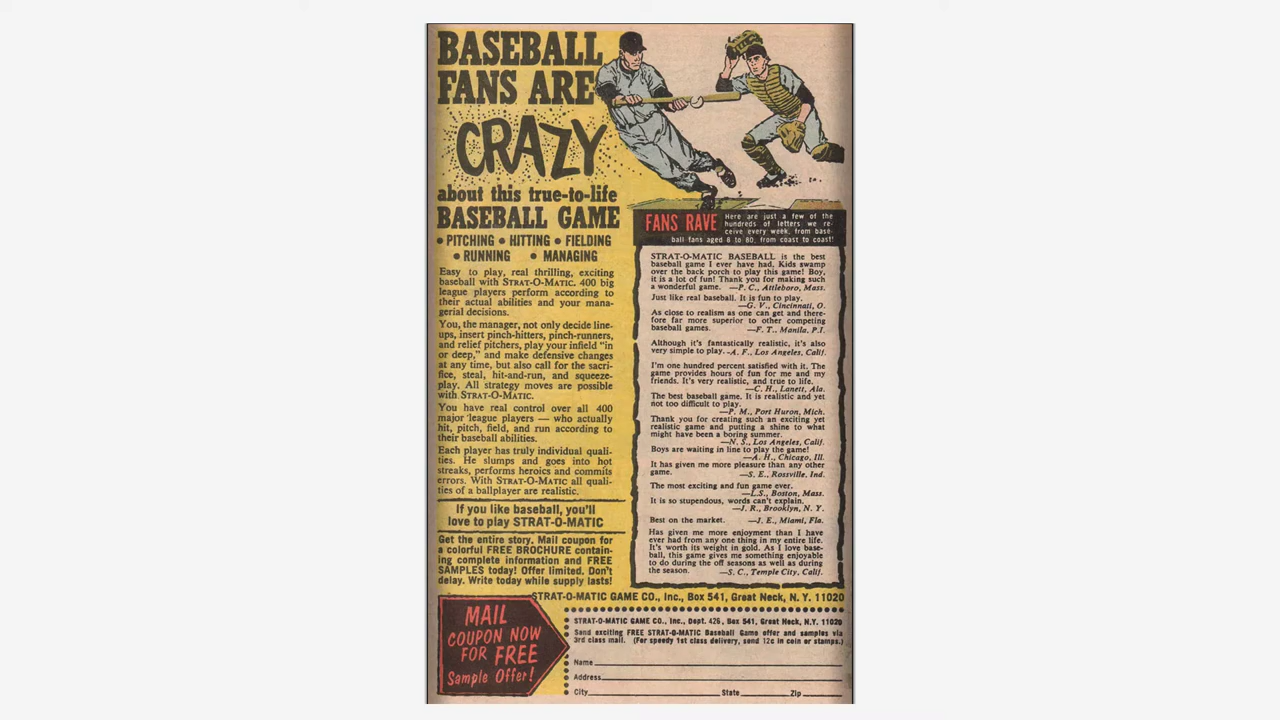 BASEBALL
FANS ARE
CRAZY
about this true-to-life
BASEBALL GAME
• PITCHING • HITTING • FIELDING
• RUNNING • MANAGING
Easy to play, real thrilling, exciting
baseball with STRAT-O-MATIC. 400 big
league players perform according to
their actual abilities and your mana-
gerial decisions.
You, the manager, not only decide line-
ups, insert pinch-hitters, pinch-runners,
and relief pitchers, play your infield "in
or deep," and make defensive changes
at any time, but also call for the sacri-
fice, steal, hit-and-run, and squeeze-
play. All strategy moves are possible
with STRAT-O-MATIC.
You have real control over all 400
major league players — who actually
hit, pitch, field, and run according to
their baseball abilities.
Each player has truly individual quali-
ties. He slumps and goes into hot
streaks, performs heroics and commits
errors. With STRAT-O-MATIC all quali-
ties of a ballplayer are realistic.
If you like baseball, you'll
love to play STRAT-O-MATIC
Get the entire story. Mail coupon for
a colorful FREE BROCHURE contain-
ing complete information and FREE
SAMPLES today! Offer limited. Don't
delay. Write today while supply lasts!
FANS RAVE
Here are just a few of the
hundreds of letters we re-
ceive every week, from base-
ball fans aged 8 to 80, from coast to coast!
STRAT-O-MATIC BASEBALL is the best
baseball game I ever have had. Kids swamp
over the back porch to play this game! Boy,
it is a lot of fun! Thank you for making such
a wonderful game. —P. C., Attleboro, Mass.
Just like real baseball. It is fun to play.
—G. V., Cincinnati, O.
As close to realism as one can get and there-
fore far more superior to other competing
baseball games. —F. T., Manila, P.I.
Although it's fantastically realistic, it's also
very simple to play. -A. F., Los Angeles, Calif.
I'm one hundred percent satisfied with it. The
game provides hours of fun for me and my
friends. It's very realistic, and true to life.
—C. H., Lanett, Ala.
The best baseball game. It is realistic and yet
not too difficult to play.
—P. M., Port Huron, Mich.
Thank you for creating such an exciting yet
realistic game and putting a shine to what
might have been a boring summer.
—N. S., Los Angeles, Calif.
Boys are waiting in line to play the game!
—A. H., Chicago, Ill.
It has given me more pleasure than any other
game. —S. E., Rossville, Ind.
The most exciting and fun game ever.
—L.S., Boston, Mass.
It is so stupendous, words can't explain.
—J. R., Brooklyn, N. Y.
Best on the market. —J. E., Miami, Fla.
Has given me more enjoyment than I have
ever had from any one thing in my entire life.
It's worth its weight in gold. As I love base-
ball, this game gives me something enjoyable
to do during the off seasons as well as during
the season. —S. C., Temple City, Calif.
STRAT-O-MATIC GAME CO., Inc., Box 541, Great Neck, N. Y. 11020
MAIL
COUPON NOW
FOR FREE
Sample Offer!
STRAT-O-MATIC GAME CO., Inc., Dept. 426, Box 541, Great Neck, N.Y. 11020
Send exciting FREE STRAT-O-MATIC Baseball Game offer and samples via
3rd class mail. (For speedy 1st class delivery, send 12c in coin or stamps.)
Name
Address
City State Zip